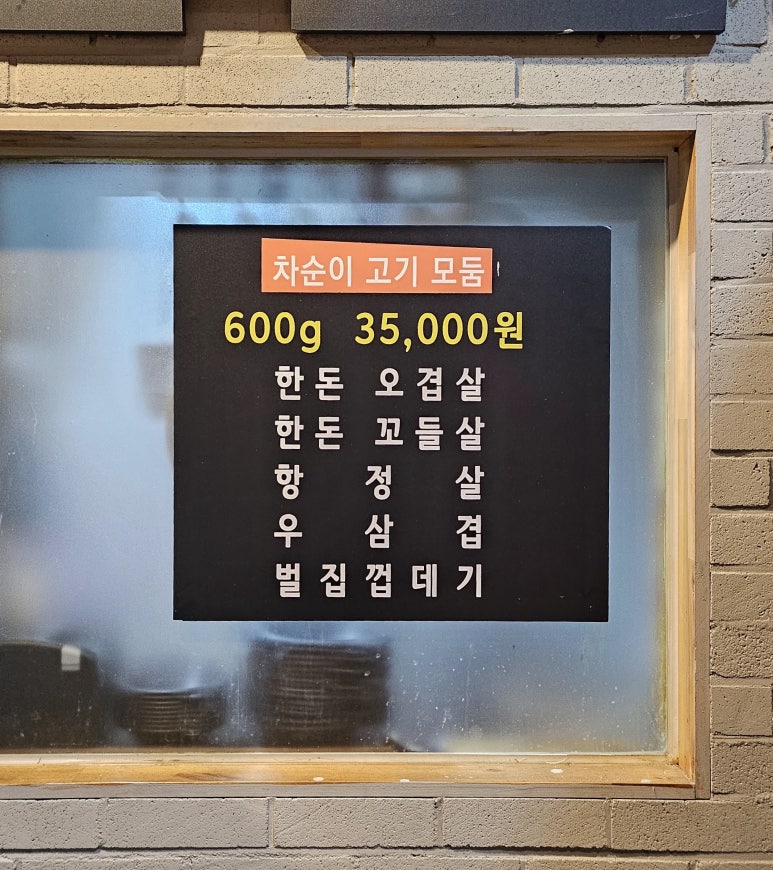 차순이 고기 모둠
600g 35,000원
한돈 오겹살
한돈 꼬들살
항정살
우삼겹
벌집껍데기